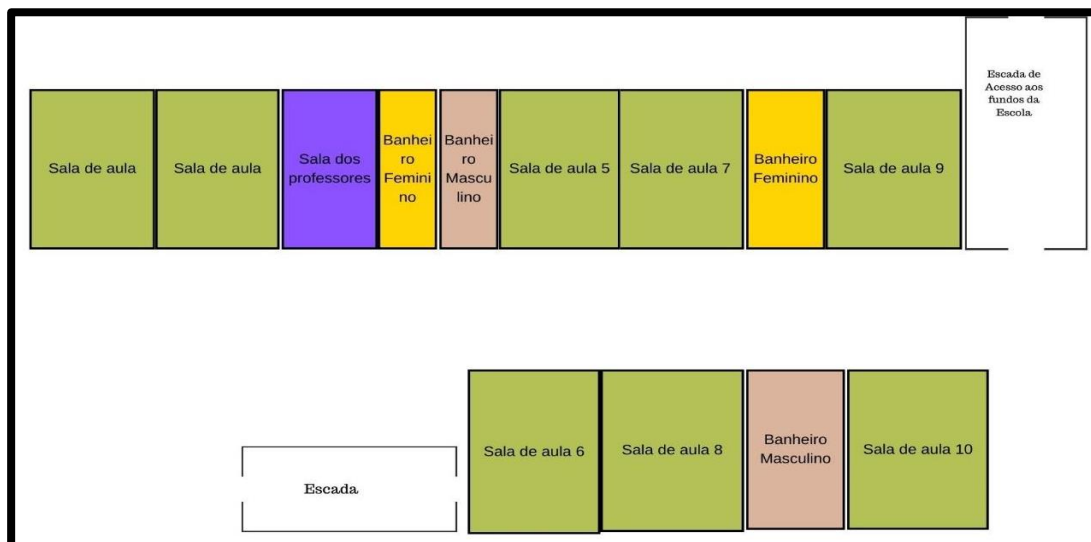 Escada de
Acesso aos
fundos da
Escola
Sala de aula
Sala de aula
Sala dos
professores
Banhei
ro
Femini
no
Banhei
ro
Mascu
lino
Sala de aula 5
Sala de aula 7
Banheiro
Feminino
Sala de aula 9
Sala de aula 6
Sala de aula 8
Banheiro
Masculino
Sala de aula 10
Escada